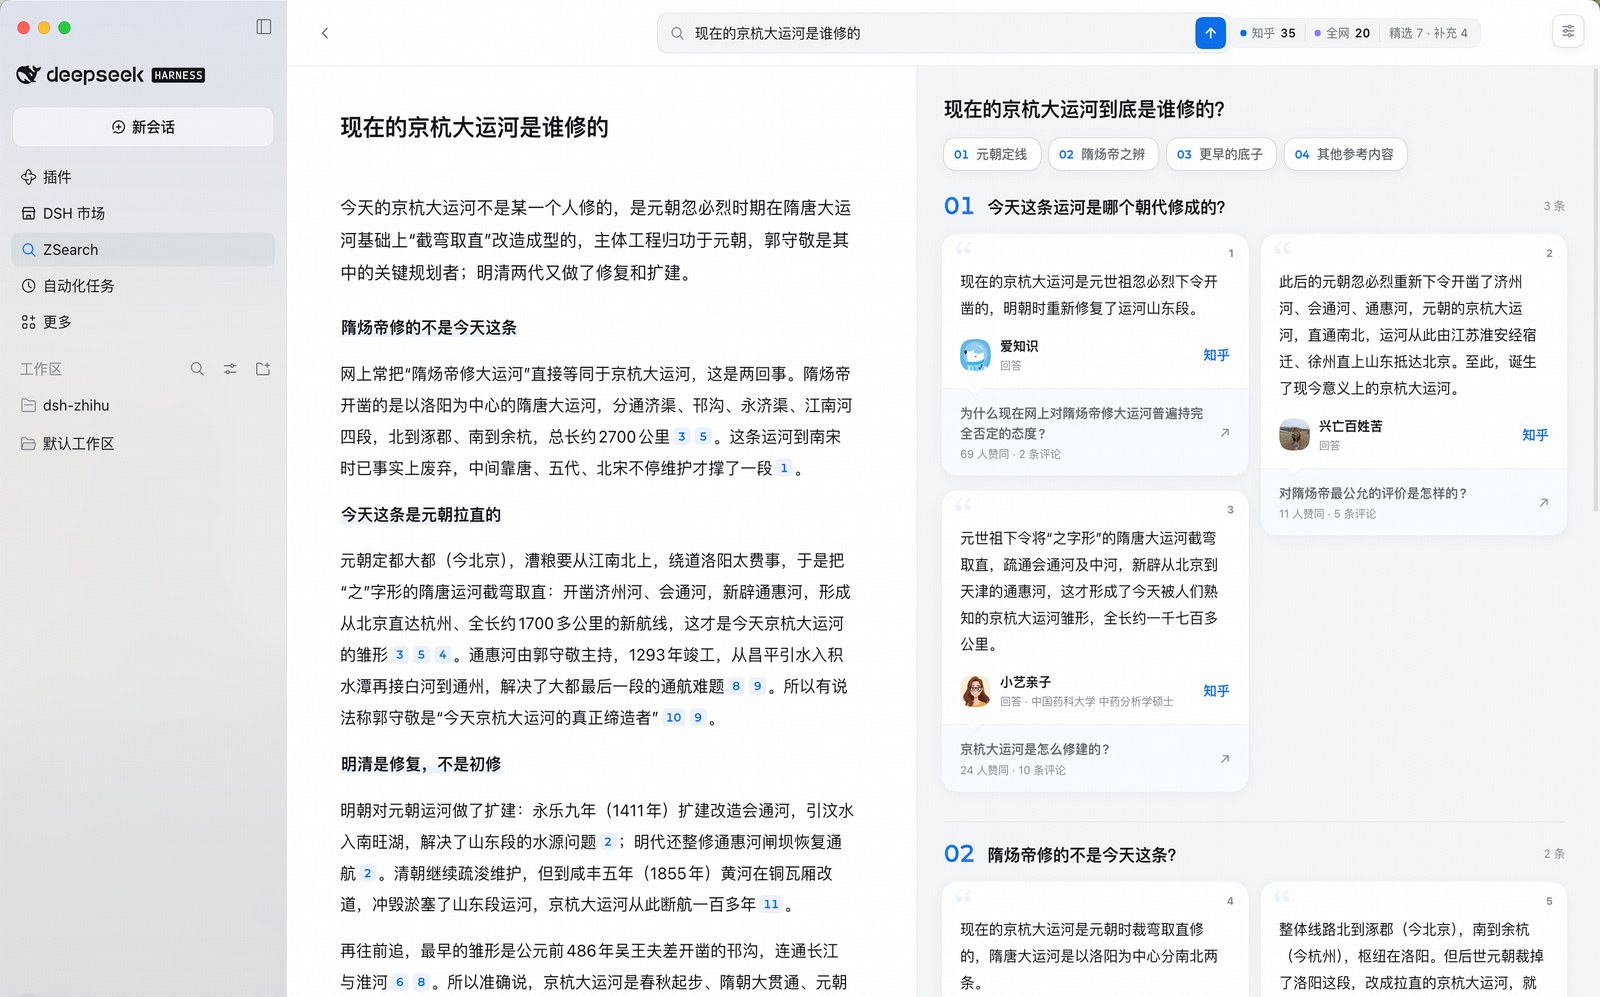 deepseek HARNESS
新会话
插件
DSH 市场
ZSearch
自动化任务
更多
工作区
dsh-zhihu
默认工作区
现在的京杭大运河是谁修的
知乎 35
全网 20
精选 7 · 补充 4
现在的京杭大运河是谁修的
今天的京杭大运河不是某一个人修的，是元朝忽必烈时期在隋唐大运
河基础上“截弯取直”改造成型的，主体工程归功于元朝，郭守敬是其
中的关键规划者；明清两代又做了修复和扩建。
隋炀帝修的不是今天这条
网上常把“隋炀帝修大运河”直接等同于京杭大运河，这是两回事。隋炀帝
开凿的是以洛阳为中心的隋唐大运河，分通济渠、邗沟、永济渠、江南河
四段，北到涿郡、南到余杭，总长约2700公里 3 5 。这条运河到南宋
时已事实上废弃，中间靠唐、五代、北宋不停维护才撑了一段 1 。
今天这条是元朝拉直的
元朝定都大都（今北京），漕粮要从江南北上，绕道洛阳太费事，于是把
“之”字形的隋唐运河截弯取直：开凿济州河、会通河，新辟通惠河，形成
从北京直达杭州、全长约1700多公里的新航线，这才是今天京杭大运河
的雏形 3 5 4 。通惠河由郭守敬主持，1293年竣工，从昌平引水入积
水潭再接白河到通州，解决了大都最后一段的通航难题 8 9 。所以有说
法称郭守敬是“今天京杭大运河的真正缔造者” 10 9 。
明清是修复，不是初修
明朝对元朝运河做了扩建：永乐九年（1411年）扩建改造会通河，引汶水
入南旺湖，解决了山东段的水源问题 2 ；明代还整修通惠河闸坝恢复通
航 2 。清朝继续疏浚维护，但到咸丰五年（1855年）黄河在铜瓦厢改
道，冲毁淤塞了山东段运河，京杭大运河从此断航一百多年 11 。
再往前追，最早的雏形是公元前486年吴王夫差开凿的邗沟，连通长江
与淮河 6 8 。所以准确说，京杭大运河是春秋起步、隋朝大贯通、元朝
现在的京杭大运河到底是谁修的？
01 元朝定线
02 隋炀帝之辨
03 更早的底子
04 其他参考内容
01 今天这条运河是哪个朝代修成的？
3 条
1
现在的京杭大运河是元世祖忽必烈下令开
凿的，明朝时重新修复了运河山东段。
爱知识
回答
知乎
为什么现在网上对隋炀帝修大运河普遍持完
全否定的态度？
69 人赞同 · 2 条评论
2
此后的元朝忽必烈重新下令开凿了济州
河、会通河、通惠河，元朝的京杭大运
河，直通南北，运河从此由江苏淮安经宿
迁、徐州直上山东抵达北京。至此，诞生
了现今意义上的京杭大运河。
兴亡百姓苦
回答
知乎
对隋炀帝最公允的评价是怎样的？
11 人赞同 · 5 条评论
3
元世祖下令将“之字形”的隋唐大运河截弯
取直，疏通会通河及中河，新辟从北京到
天津的通惠河，这才形成了今天被人们熟
知的京杭大运河雏形，全长约一千七百多
公里。
小艺亲子
回答 · 中国药科大学 中药分析学硕士
知乎
京杭大运河是怎么修建的？
24 人赞同 · 10 条评论
02 隋炀帝修的不是今天这条？
2 条
4
现在的京杭大运河是元朝时裁弯取直修
的，隋唐大运河是以洛阳为中心分南北两
条。
5
整体线路北到涿郡（今北京），南到余杭
（今杭州），枢纽在洛阳。但后世元朝裁掉
了洛阳这段，改成拉直的京杭大运河，就